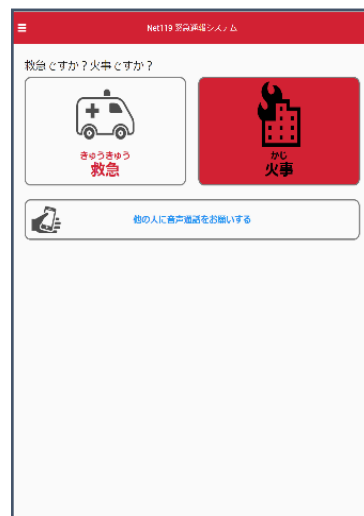 Net119 緊急通報システム
救急ですか？火事ですか？
きゅうきゅう
救急
かじ
火事
他の人に音声通話をお願いする